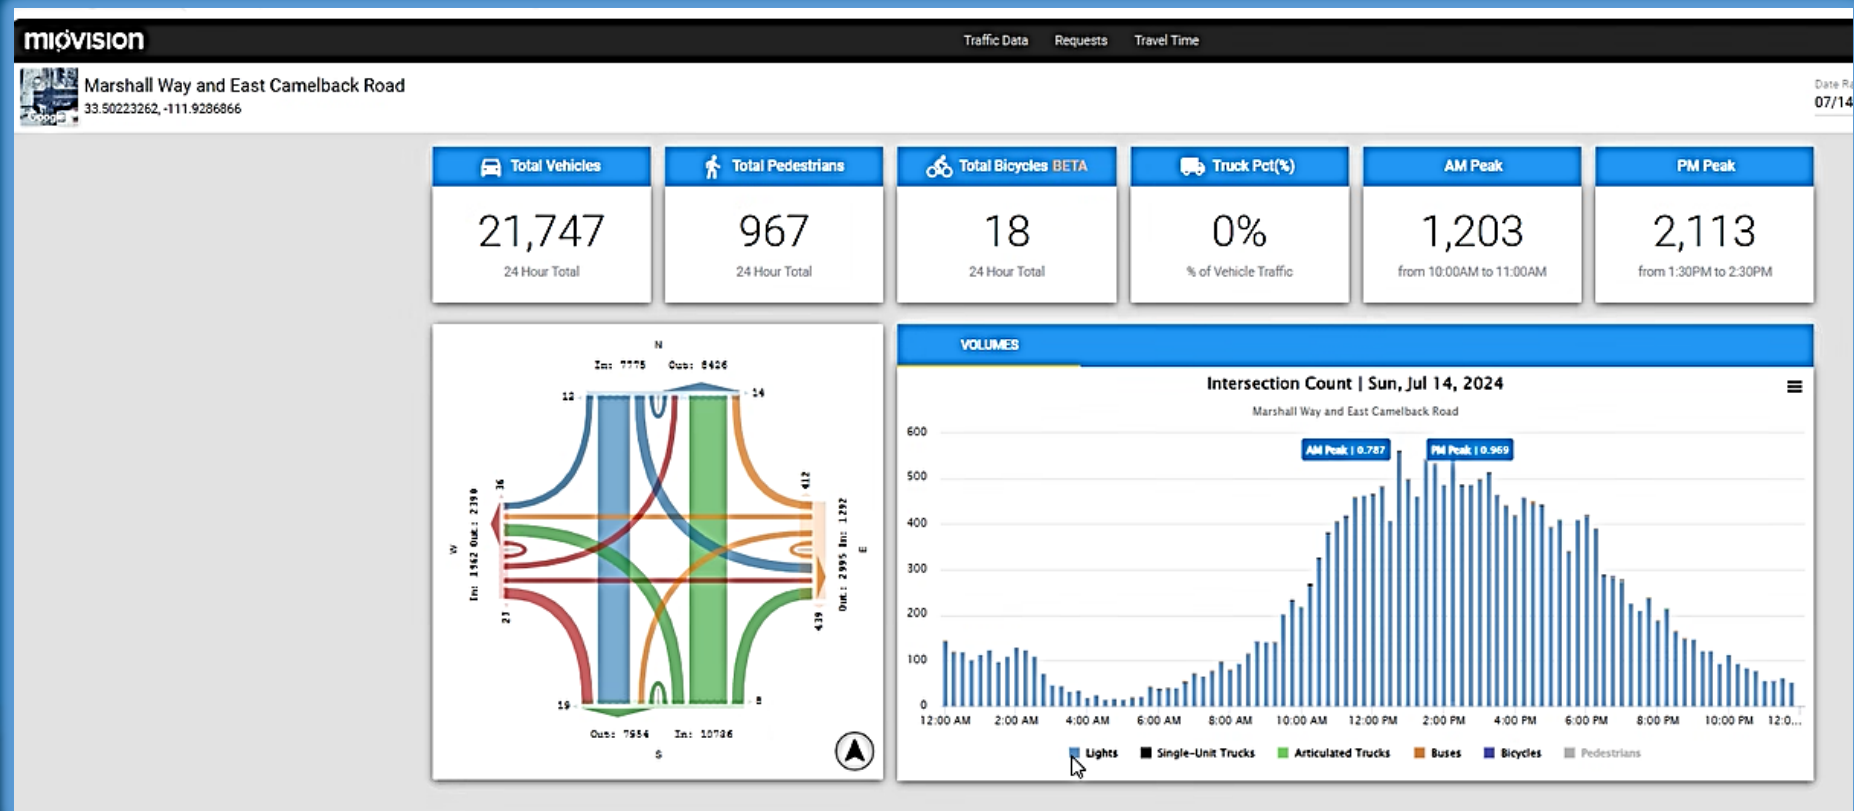 miovision
Traffic Data Requests Travel Time
Marshall Way and East Camelback Road
33.50223262, -111.9286866
Google
Date Ra
07/14
Total Vehicles
21,747
24 Hour Total
Total Pedestrians
967
24 Hour Total
Total Bicycles BETA
18
24 Hour Total
Truck Pct(%)
0%
% of Vehicle Traffic
AM Peak
1,203
from 10:00AM to 11:00AM
PM Peak
2,113
from 1:30PM to 2:30PM
N
In: 7775 Out: 8426
12
14
36
412
W
In: 1962 Out: 2390
Out: 2995 In: 1292
E
23
439
19
8
Out: 7954 In: 10786
S
VOLUMES
Intersection Count | Sun, Jul 14, 2024
Marshall Way and East Camelback Road
AM Peak | 0.787
PM Peak | 0.969
600
500
400
300
200
100
0
12:00 AM 2:00 AM 4:00 AM 6:00 AM 8:00 AM 10:00 AM 12:00 PM 2:00 PM 4:00 PM 6:00 PM 8:00 PM 10:00 PM 12:0...
Lights Single-Unit Trucks Articulated Trucks Buses Bicycles Pedestrians